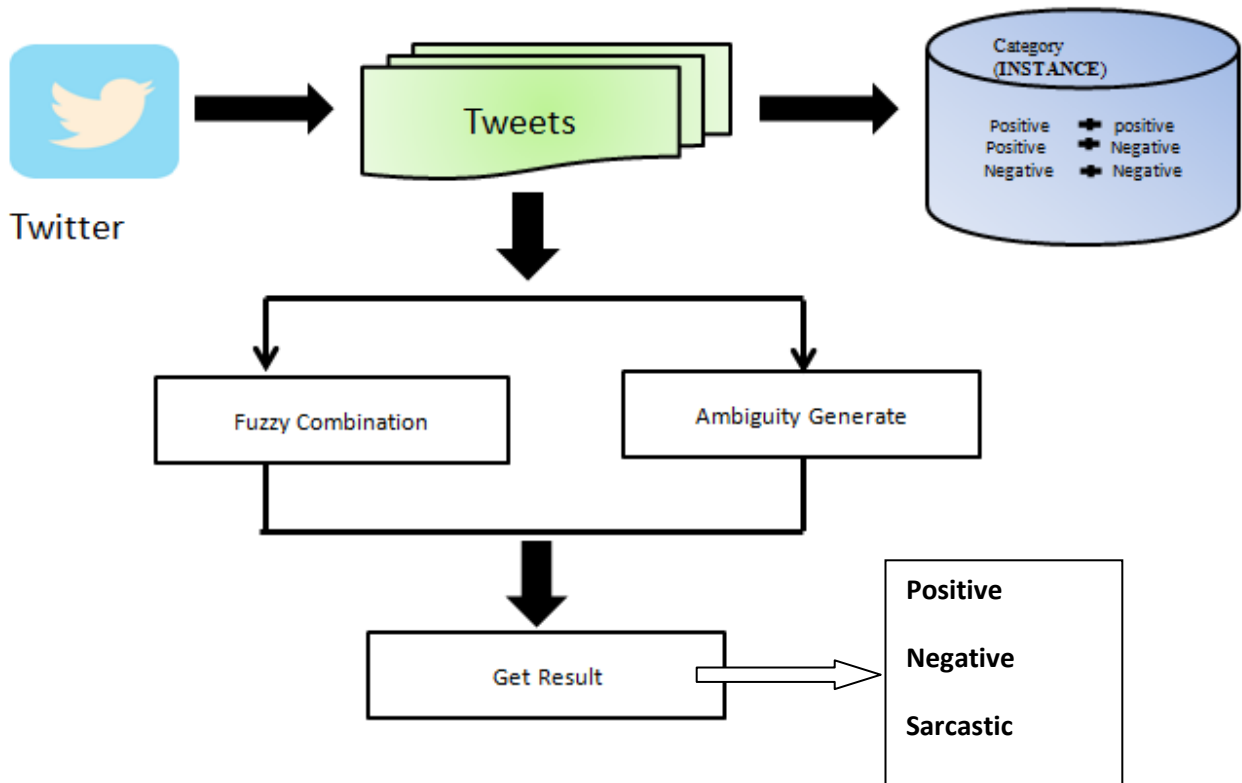 Twitter
Tweets
Category
(INSTANCE)
Positive + positive
Positive + Negative
Negative + Negative
Fuzzy Combination
Ambiguity Generate
Get Result
Positive
Negative
Sarcastic